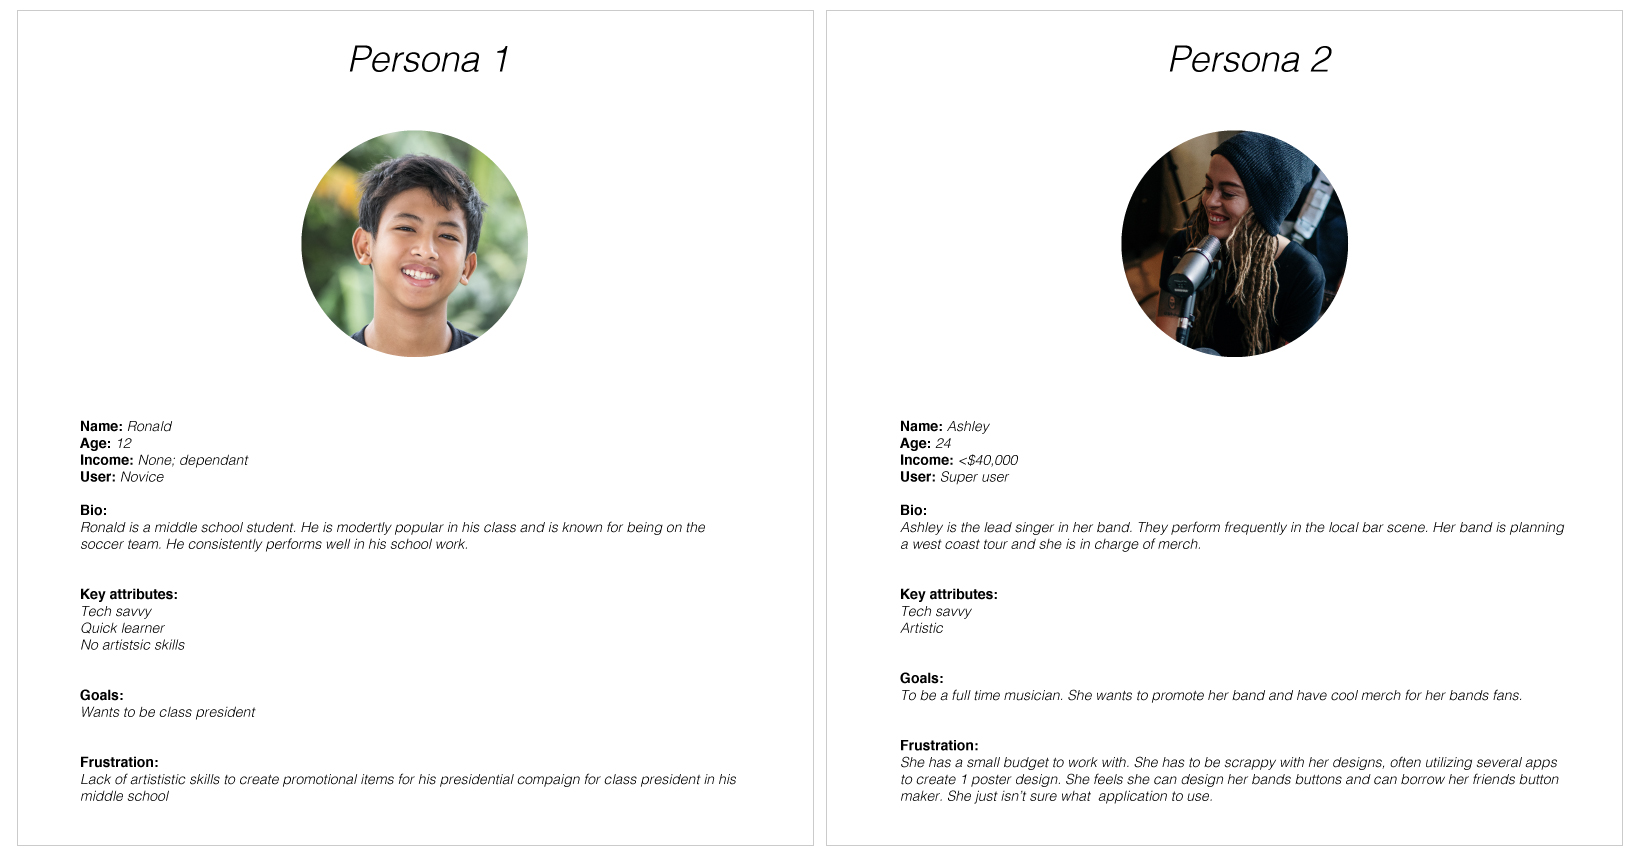 Persona 1
Name: Ronald
Age: 12
Income: None; dependant
User: Novice
Bio:
Ronald is a middle school student. He is modertly popular in his class and is known for being on the
soccer team. He consistently performs well in his school work.
Key attributes:
Tech savvy
Quick learner
No artistsic skills
Goals:
Wants to be class president
Frustration:
Lack of artististic skills to create promotional items for his presidential compaign for class president in his
middle school
Persona 2
Name: Ashley
Age: 24
Income: <$40,000
User: Super user
Bio:
Ashley is the lead singer in her band. They perform frequently in the local bar scene. Her band is planning
a west coast tour and she is in charge of merch.
Key attributes:
Tech savvy
Artistic
Goals:
To be a full time musician. She wants to promote her band and have cool merch for her bands fans.
Frustration:
She has a small budget to work with. She has to be scrappy with her designs, often utilizing several apps
to create 1 poster design. She feels she can design her bands buttons and can borrow her friends button
maker. She just isn't sure what  application to use.